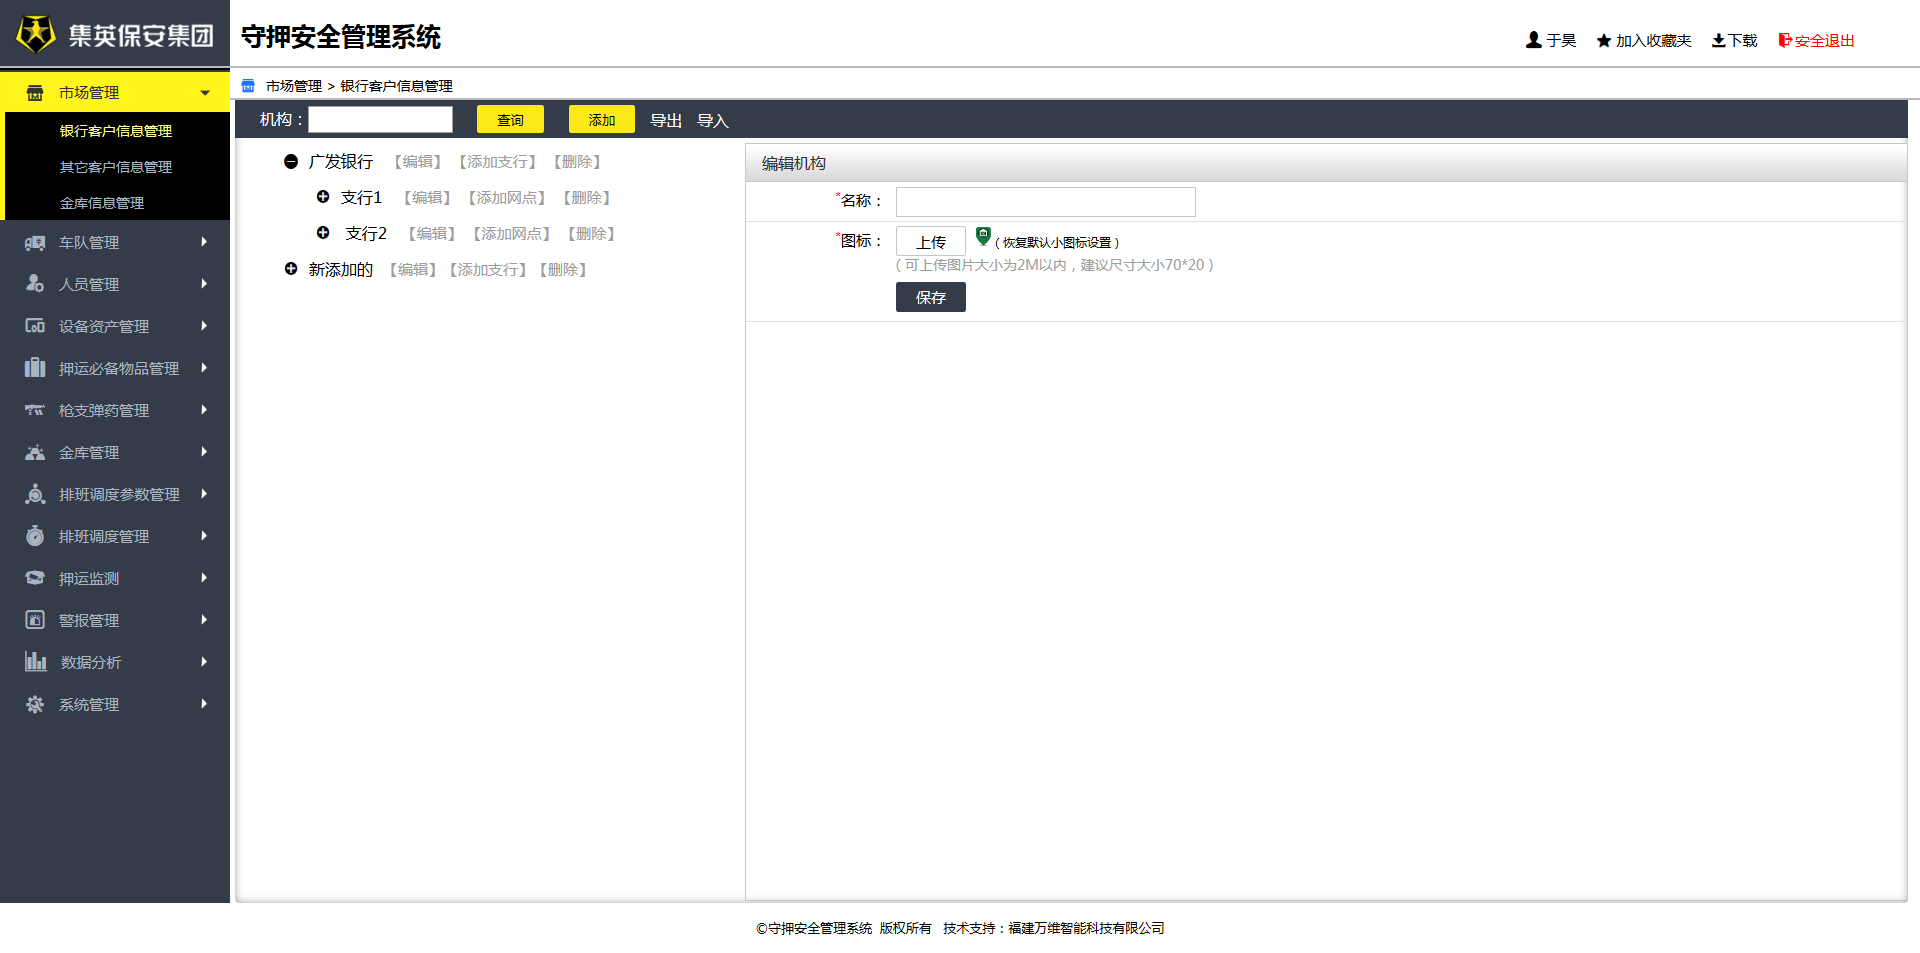 集英保安集团
守押安全管理系统
于昊 加入收藏夹 下载 安全退出
市场管理 > 银行客户信息管理
机构： 查询 添加 导出 导入
市场管理
银行客户信息管理
其它客户信息管理
金库信息管理
车队管理
人员管理
设备资产管理
押运必备物品管理
枪支弹药管理
金库管理
排班调度参数管理
排班调度管理
押运监测
警报管理
数据分析
系统管理
广发银行 【编辑】 【添加支行】 【删除】
支行1 【编辑】 【添加网点】 【删除】
支行2 【编辑】 【添加网点】 【删除】
新添加的 【编辑】 【添加支行】 【删除】
编辑机构
*名称：
*图标： 上传 （恢复默认小图标设置）
（可上传图片大小为2M以内，建议尺寸大小70*20）
保存
©守押安全管理系统 版权所有 技术支持：福建万维智能科技有限公司